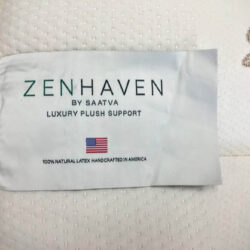 ZENHAVEN
BY SAATVA
LUXURY PLUSH SUPPORT
100% NATURAL LATEX HANDCRAFTED IN AMERICA